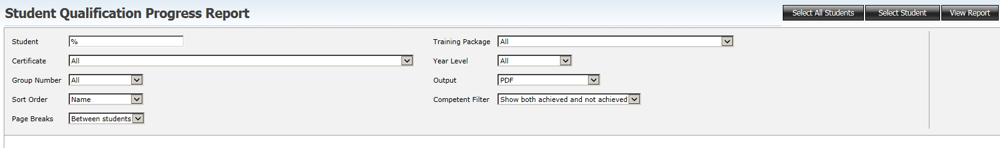 Student Qualification Progress Report
Select All Students Select Student View Report
Student % Training Package All
Certificate All Year Level All
Group Number All Output PDF
Sort Order Name Competent Filter Show both achieved and not achieved
Page Breaks Between students